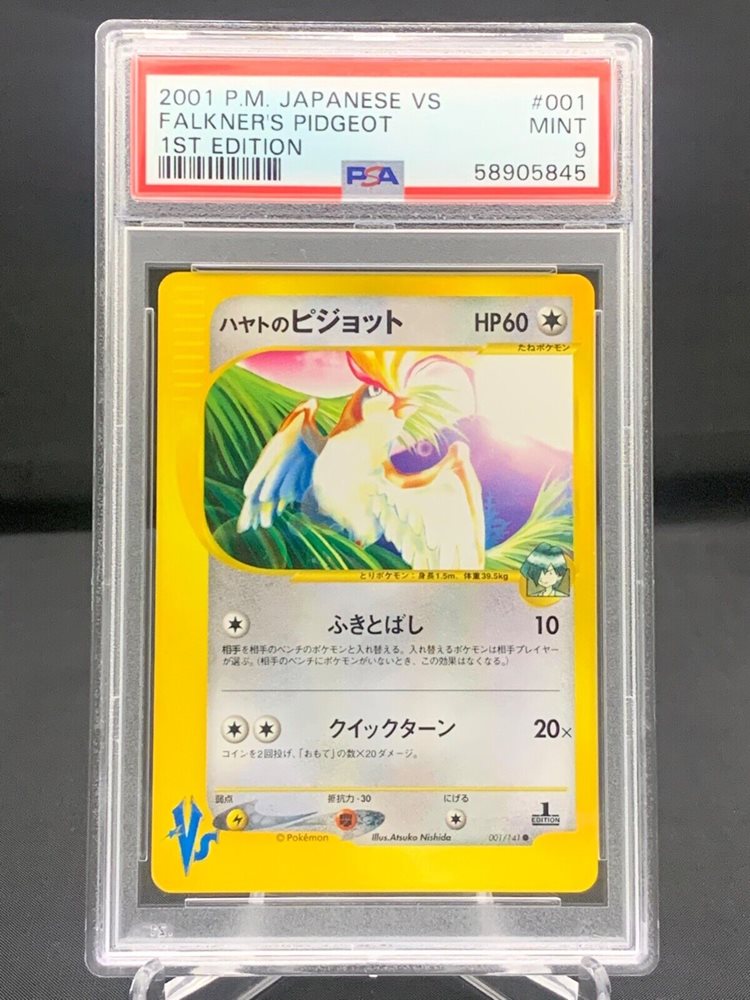 2001 P.M. JAPANESE VS #001
FALKNER'S PIDGEOT MINT
1ST EDITION 9
PSA 58905845
ハヤトのピジョット HP60
たねポケモン
とりポケモン：身長1.5m、体重39.5kg
ふきとばし 10
相手を相手のベンチのポケモンと入れ替える。入れ替えるポケモンは相手プレイヤー
が選ぶ。(相手のベンチにポケモンがいないとき、この効果はなくなる。)
クイックターン 20×
コインを2回投げ、「おもて」の数×20ダメージ。
弱点 抵抗力-30 にげる
1
EDITION
Vs
©Pokémon Illus.Atsuko Nishida 001/141